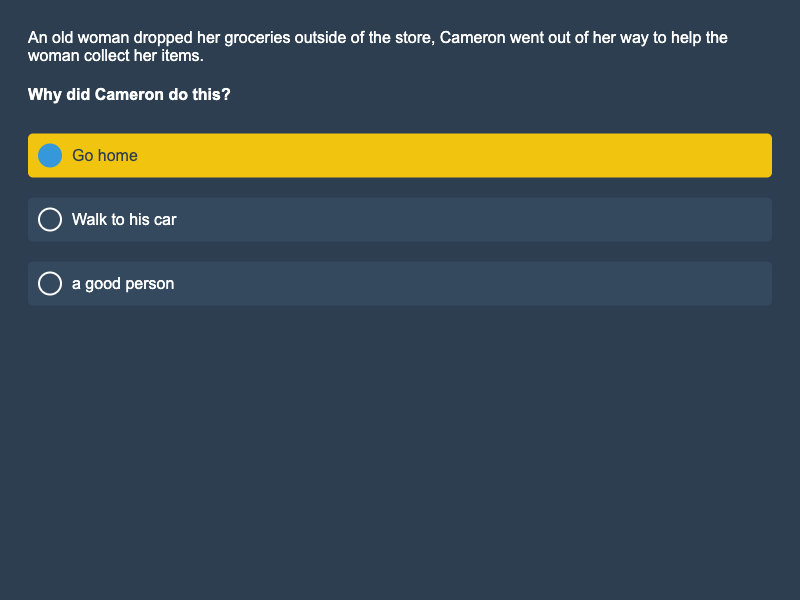 An old woman dropped her groceries outside of the store, Cameron went out of her way to help the
woman collect her items.
Why did Cameron do this?
Go home
Walk to his car
a good person